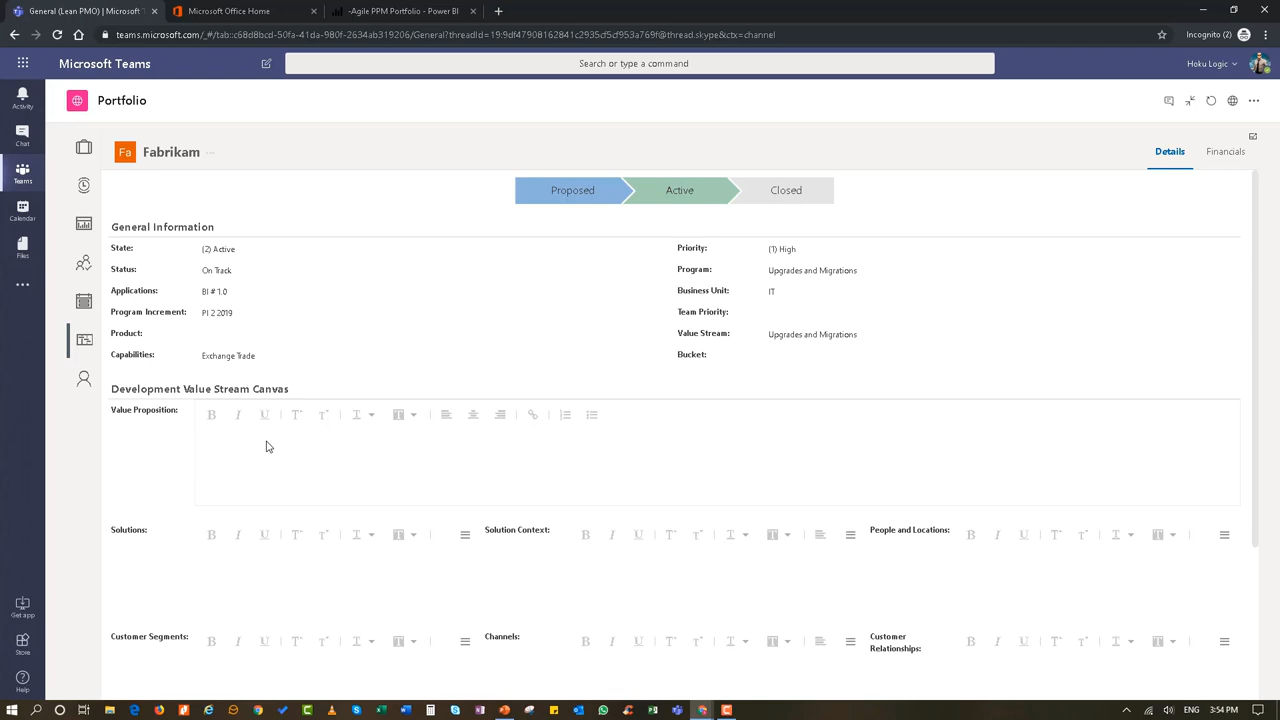 General (Lean PMO) | Microsoft T
Microsoft Office Home
-Agile PPM Portfolio - Power BI
teams.microsoft.com/_#/tab::c68d8bcd-50fa-41da-980f-2634ab319206/General?threadId=19:9df47908162841c2935cf5cf953a769f@thread.skype&ctx=channel
Incognito (2)
Microsoft Teams
Search or type a command
Hoku Logic
Activity
Chat
Teams
Calendar
Files
Get app
Store
Help
Portfolio
Fa Fabrikam
Details
Financials
Proposed
Active
Closed
General Information
State: (2) Active
Priority: (1) High
Status: On Track
Program: Upgrades and Migrations
Applications: BI # 1.0
Business Unit: IT
Program Increment: PI 2 2019
Team Priority:
Product:
Value Stream: Upgrades and Migrations
Capabilities: Exchange Trade
Bucket:
Development Value Stream Canvas
Value Proposition:
Solutions:
Solution Context:
People and Locations:
Customer Segments:
Channels:
Customer
Relationships:
3:54 PM